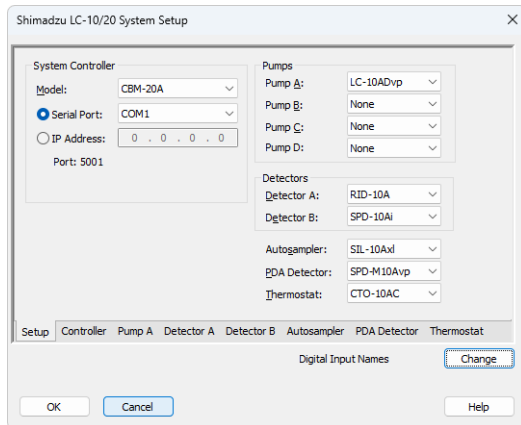 Shimadzu LC-10/20 System Setup
System Controller
Model: CBM-20A
Serial Port: COM1
IP Address: 0 . 0 . 0 . 0
Port: 5001
Pumps
Pump A: LC-10ADvp
Pump B: None
Pump C: None
Pump D: None
Detectors
Detector A: RID-10A
Detector B: SPD-10Ai
Autosampler: SIL-10Axl
PDA Detector: SPD-M10Avp
Thermostat: CTO-10AC
Setup Controller Pump A Detector A Detector B Autosampler PDA Detector Thermostat
Digital Input Names Change
OK Cancel Help